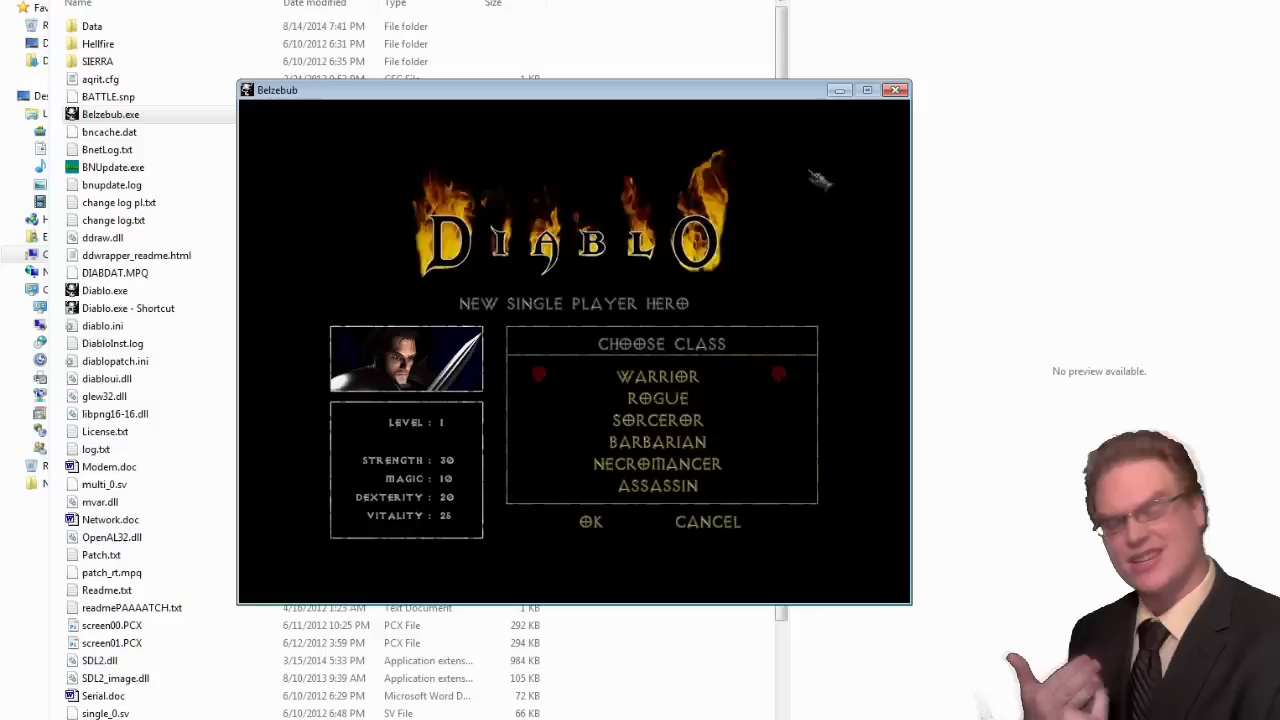 Name Date modified Type Size
Fav
Data 8/14/2014 7:41 PM File folder
Hellfire 6/10/2012 6:31 PM File folder
SIERRA 6/10/2012 6:35 PM File folder
aqrit.cfg
BATTLE.snp
Belzebub.exe
bncache.dat
BnetLog.txt
BNUpdate.exe
bnupdate.log
change log pl.txt
change log.txt
ddraw.dll
ddwrapper_readme.html
DIABDAT.MPQ
Diablo.exe
Diablo.exe - Shortcut
diablo.ini
DiabloInst.log
diablopatch.ini
diabloui.dll
glew32.dll
libpng16-16.dll
License.txt
log.txt
Modem.doc
multi_0.sv
mvar.dll
Network.doc
OpenAL32.dll
Patch.txt
patch_rt.mpq
Readme.txt
readmePAAAATCH.txt 4/16/2012 1:23 AM Text Document 1 KB
screen00.PCX 6/11/2012 10:25 PM PCX File 292 KB
screen01.PCX 6/12/2012 3:59 PM PCX File 294 KB
SDL2.dll 3/15/2014 5:33 PM Application extens... 984 KB
SDL2_image.dll 8/10/2013 9:39 AM Application extens... 105 KB
Serial.doc 6/10/2012 6:29 PM Microsoft Word D... 72 KB
single_0.sv 6/10/2012 6:48 PM SV File 66 KB
Belzebub
DIABLO
NEW SINGLE PLAYER HERO
CHOOSE CLASS
WARRIOR
ROGUE
SORCEROR
BARBARIAN
NECROMANCER
ASSASSIN
OK CANCEL
LEVEL : 1
STRENGTH : 30
MAGIC : 10
DEXTERITY : 20
VITALITY : 25
No preview available.